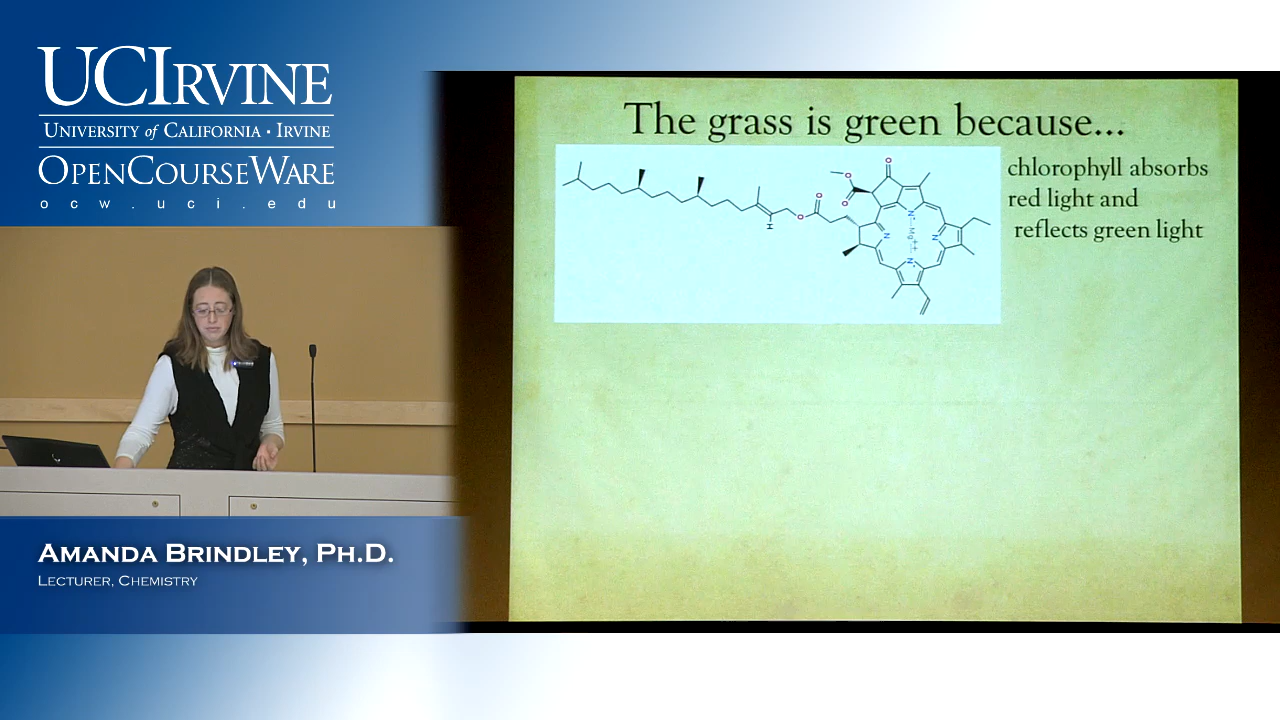 UCIRVINE
UNIVERSITY of CALIFORNIA · IRVINE
OPENCOURSEWARE
ocw.uci.edu
The grass is green because...
chlorophyll absorbs
red light and
reflects green light
AMANDA BRINDLEY, PH.D.
LECTURER, CHEMISTRY